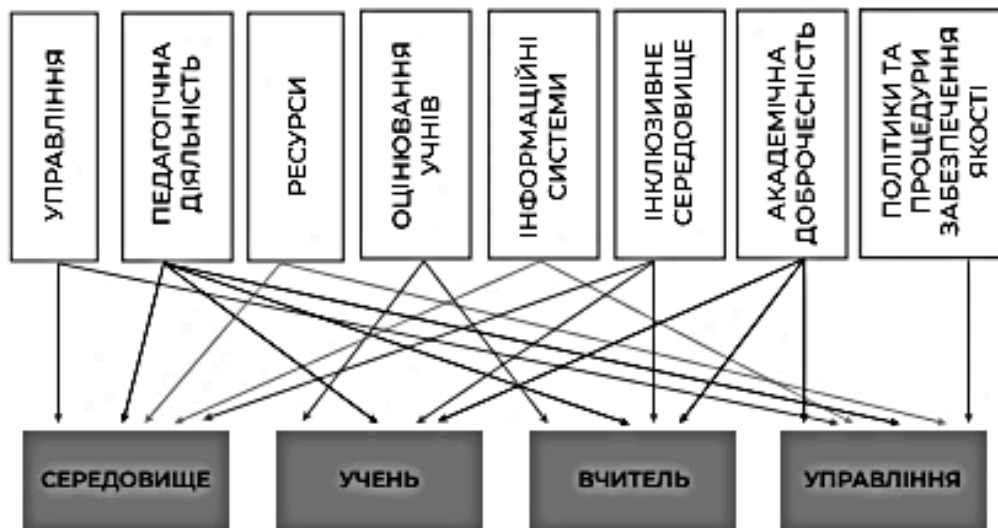 УПРАВЛІННЯ
ПЕДАГОГІЧНА
ДІЯЛЬНІСТЬ
РЕСУРСИ
ОЦІНЮВАННЯ
УЧНІВ
ІНФОРМАЦІЙНІ
СИСТЕМИ
ІНКЛЮЗИВНЕ
СЕРЕДОВИЩЕ
АКАДЕМІЧНА
ДОБРОЧЕСНІСТЬ
ПОЛІТИКИ ТА
ПРОЦЕДУРИ
ЗАБЕЗПЕЧЕННЯ
ЯКОСТІ
СЕРЕДОВИЩЕ
УЧЕНЬ
ВЧИТЕЛЬ
УПРАВЛІННЯ